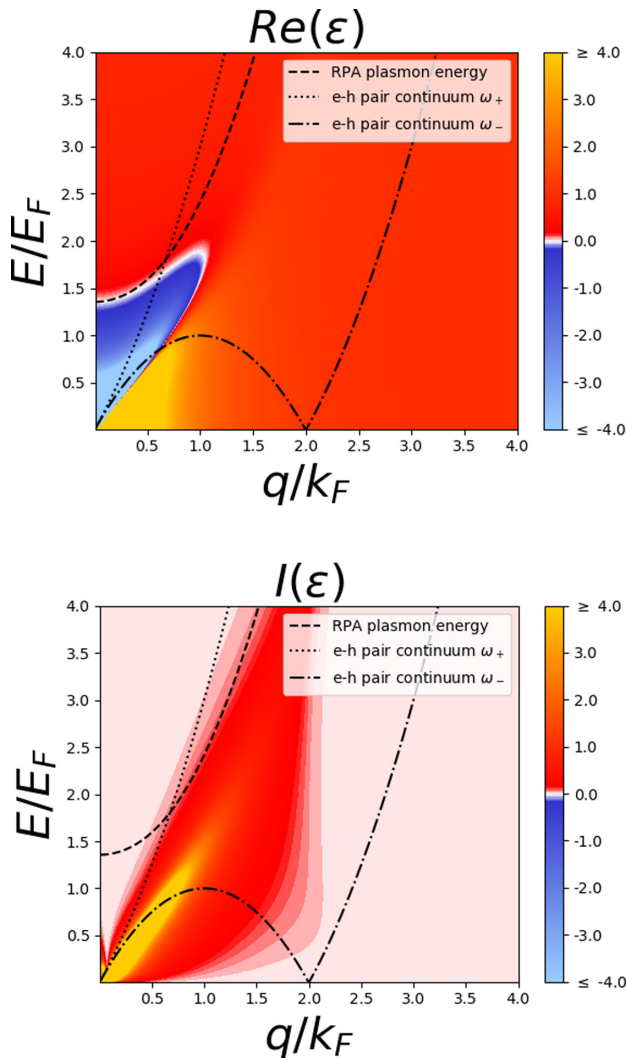 Re(ε)
RPA plasmon energy
e-h pair continuum ω₊
e-h pair continuum ω₋
E/E_F
4.0
3.5
3.0
2.5
2.0
1.5
1.0
0.5
0.5 1.0 1.5 2.0 2.5 3.0 3.5 4.0
q/k_F
≥ 4.0
3.0
2.0
1.0
0.0
-1.0
-2.0
-3.0
≤ -4.0
I(ε)
RPA plasmon energy
e-h pair continuum ω₊
e-h pair continuum ω₋
E/E_F
4.0
3.5
3.0
2.5
2.0
1.5
1.0
0.5
0.5 1.0 1.5 2.0 2.5 3.0 3.5 4.0
q/k_F
≥ 4.0
3.0
2.0
1.0
0.0
-1.0
-2.0
-3.0
≤ -4.0